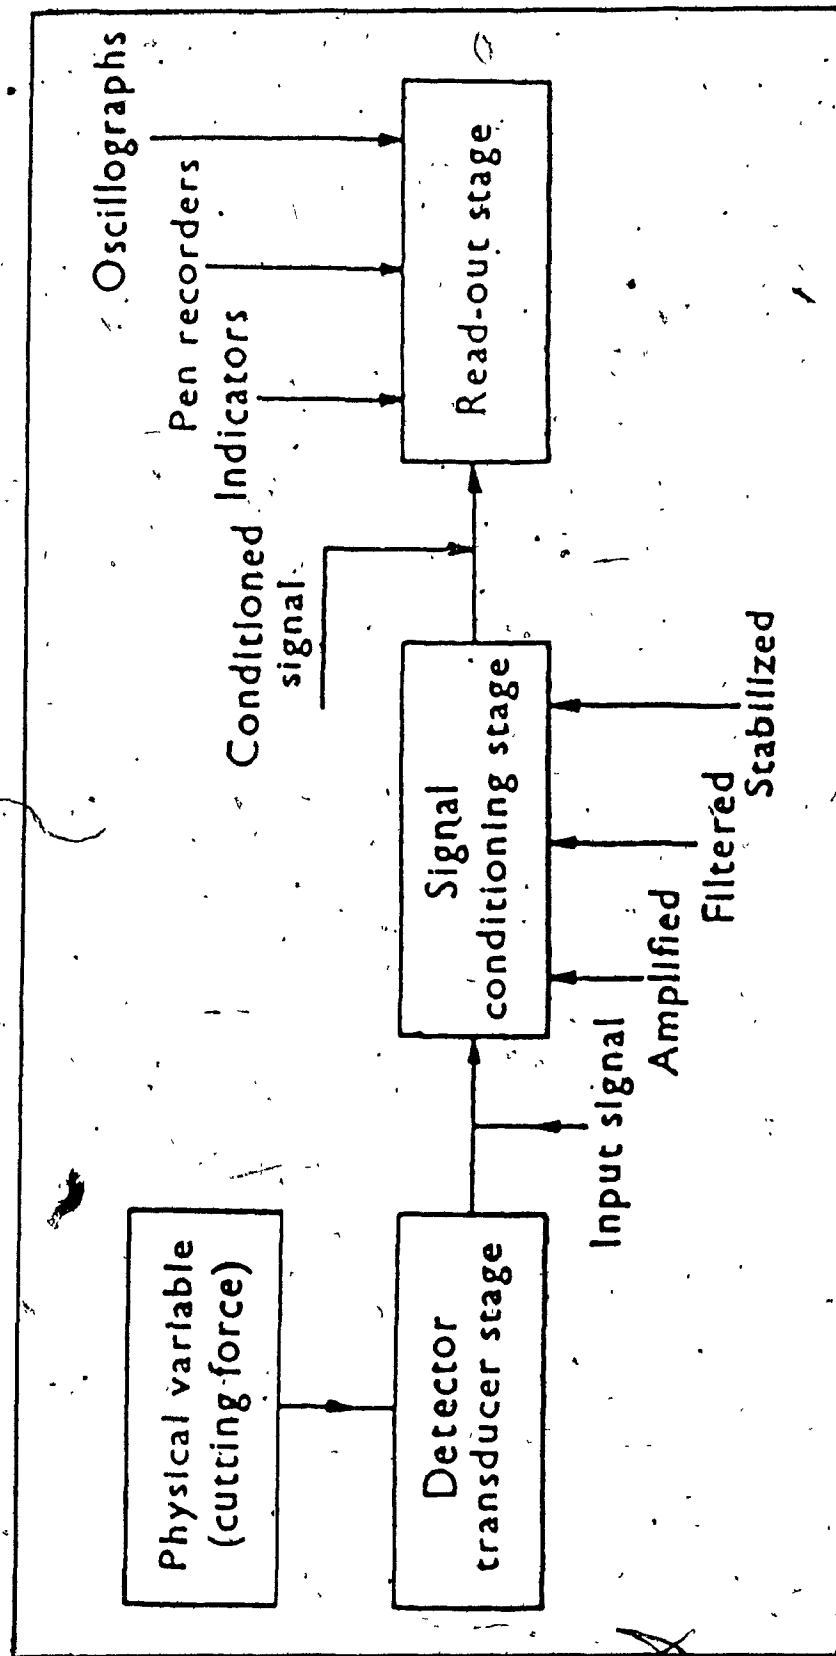 Physical variable
(cutting force)
Detector
transducer stage
Input signal
Signal
conditioning stage
Amplified
Filtered
Stabilized
Conditioned
signal
Read-out stage
Indicators
Pen recorders
Oscillographs